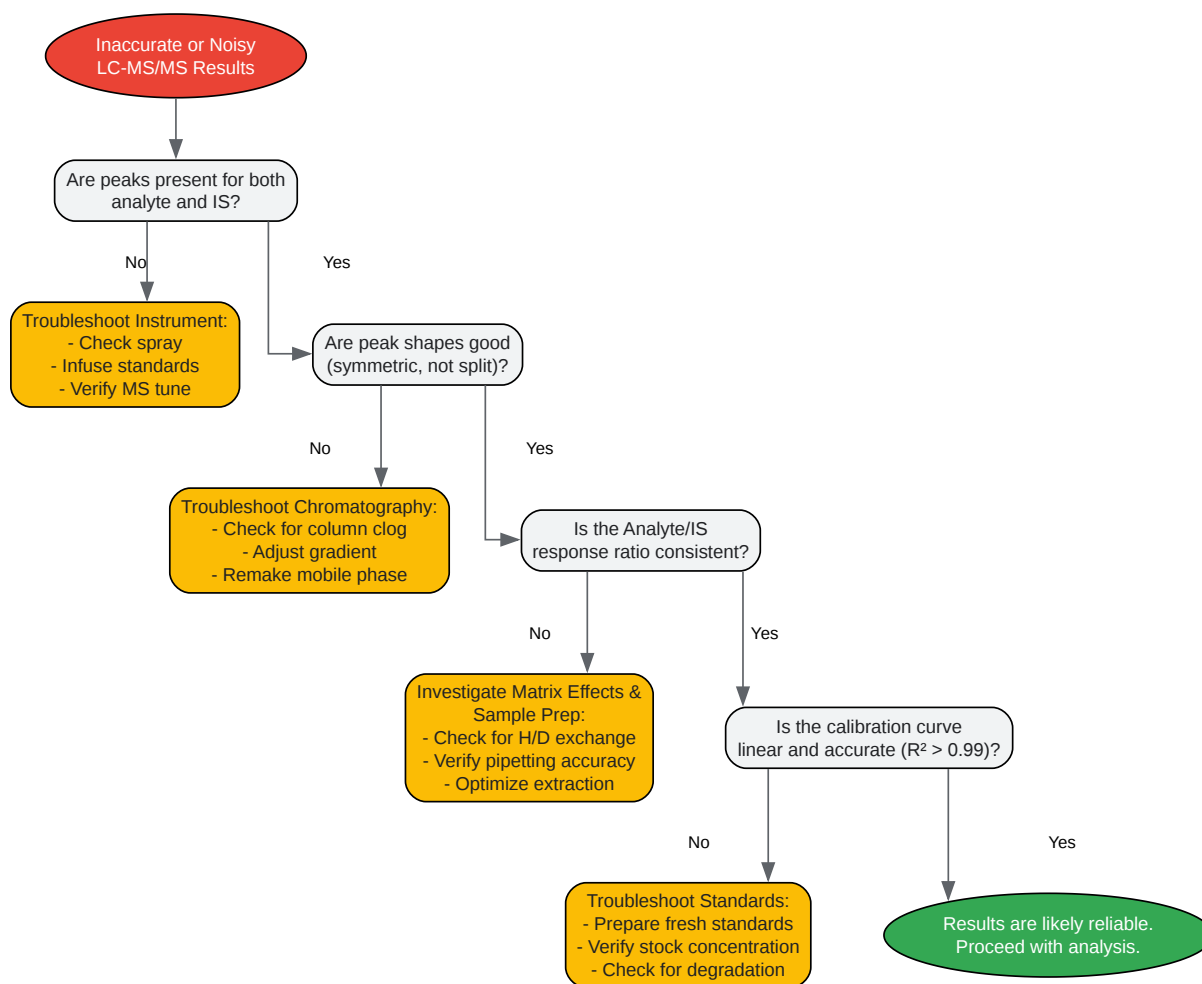 Inaccurate or Noisy
LC-MS/MS Results
Are peaks present for both
analyte and IS?
No
Yes
Troubleshoot Instrument:
- Check spray
- Infuse standards
- Verify MS tune
Are peak shapes good
(symmetric, not split)?
No
Yes
Troubleshoot Chromatography:
- Check for column clog
- Adjust gradient
- Remake mobile phase
Is the Analyte/IS
response ratio consistent?
No
Yes
Investigate Matrix Effects &
Sample Prep:
- Check for H/D exchange
- Verify pipetting accuracy
- Optimize extraction
Is the calibration curve
linear and accurate (R² > 0.99)?
No
Yes
Troubleshoot Standards:
- Prepare fresh standards
- Verify stock concentration
- Check for degradation
Results are likely reliable.
Proceed with analysis.